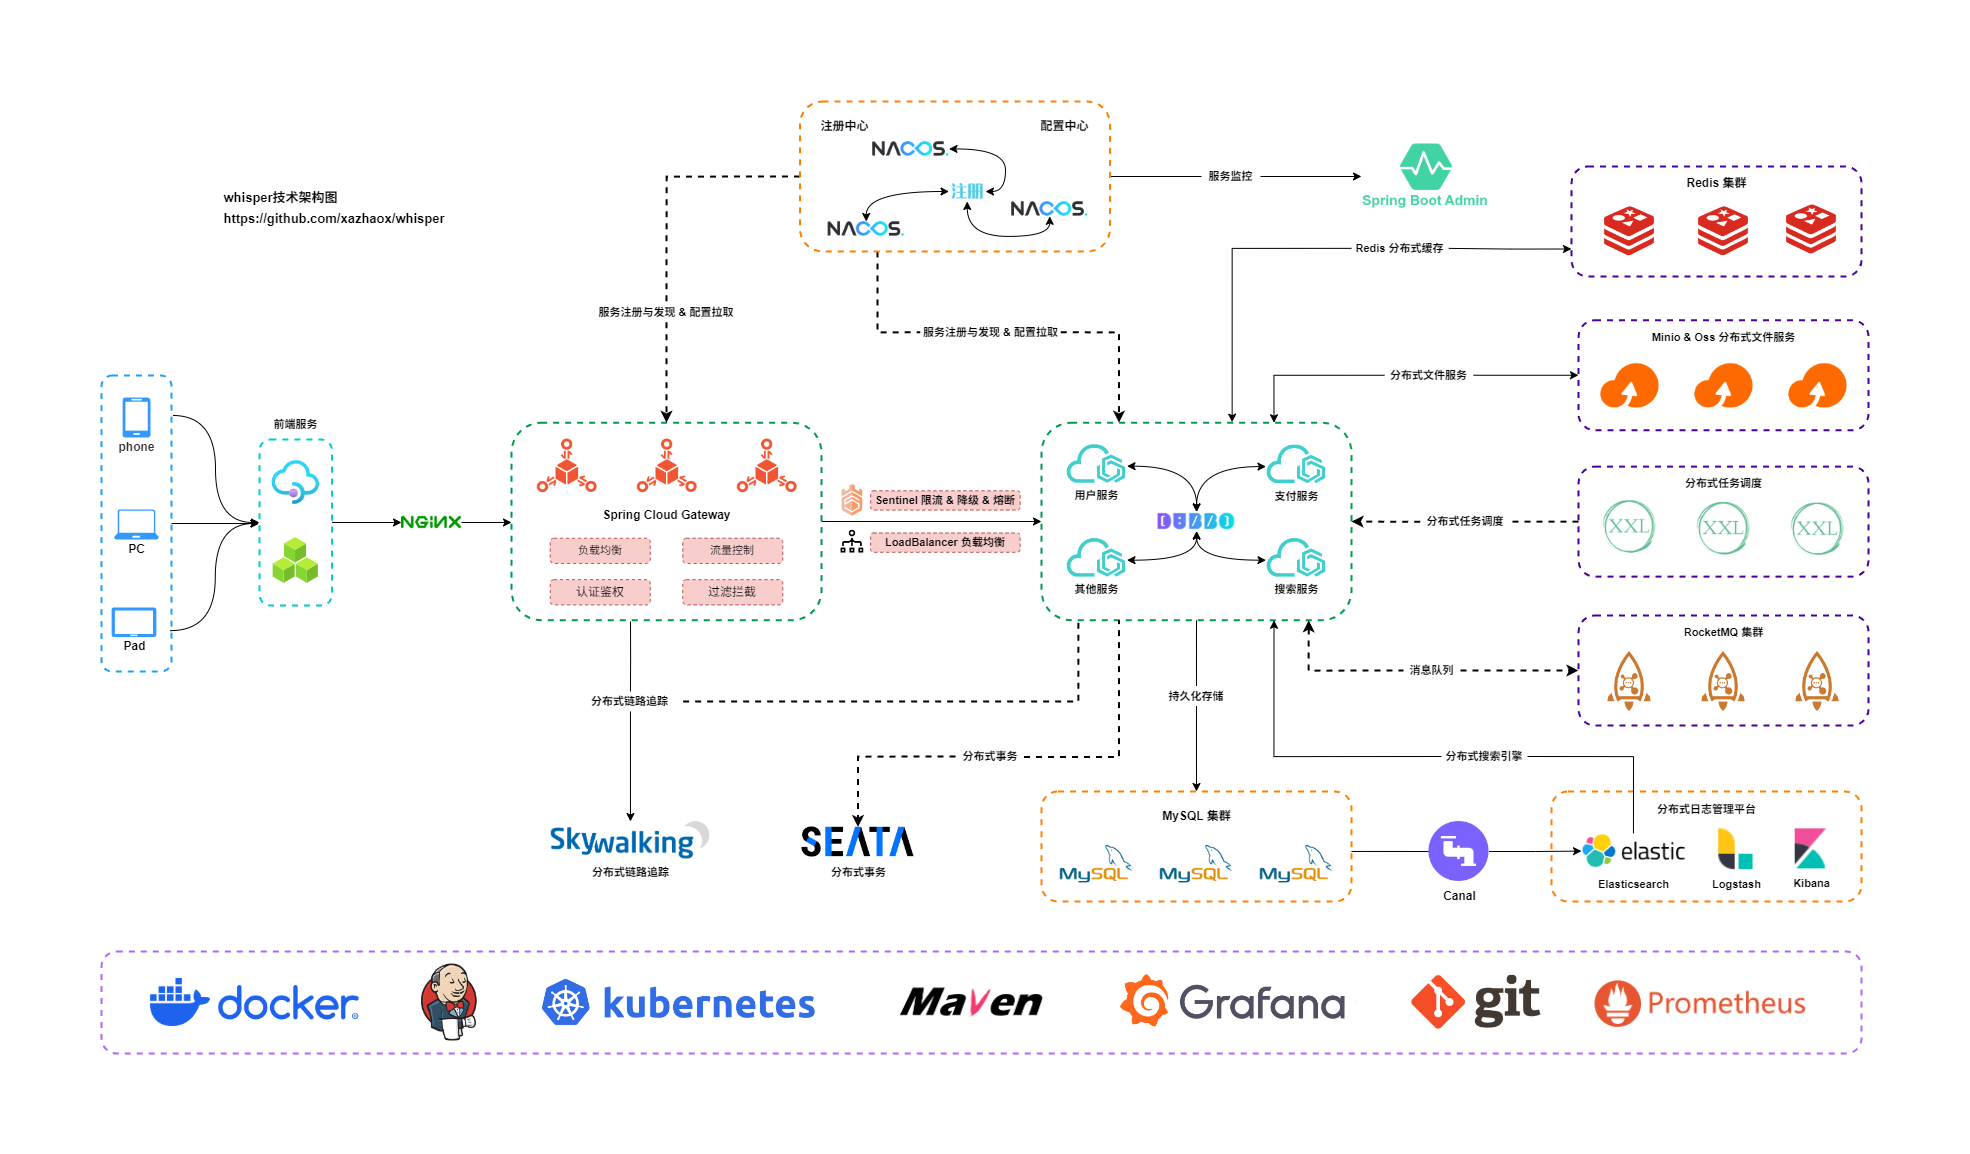 whisper技术架构图
https://github.com/xazhaox/whisper
注册中心
配置中心
NACOS.
注册
NACOS.
NACOS.
服务监控
Spring Boot Admin
Redis 集群
Redis 分布式缓存
服务注册与发现 & 配置拉取
服务注册与发现 & 配置拉取
Minio & Oss 分布式文件服务
分布式文件服务
phone
PC
Pad
前端服务
NGINX
Spring Cloud Gateway
负载均衡
流量控制
认证鉴权
过滤拦截
Sentinel 限流 & 降级 & 熔断
LoadBalancer 负载均衡
用户服务
支付服务
DUBBO
其他服务
搜索服务
分布式任务调度
分布式任务调度
XXL
XXL
XXL
RocketMQ 集群
消息队列
分布式链路追踪
持久化存储
分布式事务
分布式搜索引擎
Skywalking
分布式链路追踪
SEATA
分布式事务
MySQL 集群
MySQL
MySQL
MySQL
Canal
分布式日志管理平台
elastic
Elasticsearch
Logstash
Kibana
docker
kubernetes
Maven
Grafana
git
Prometheus